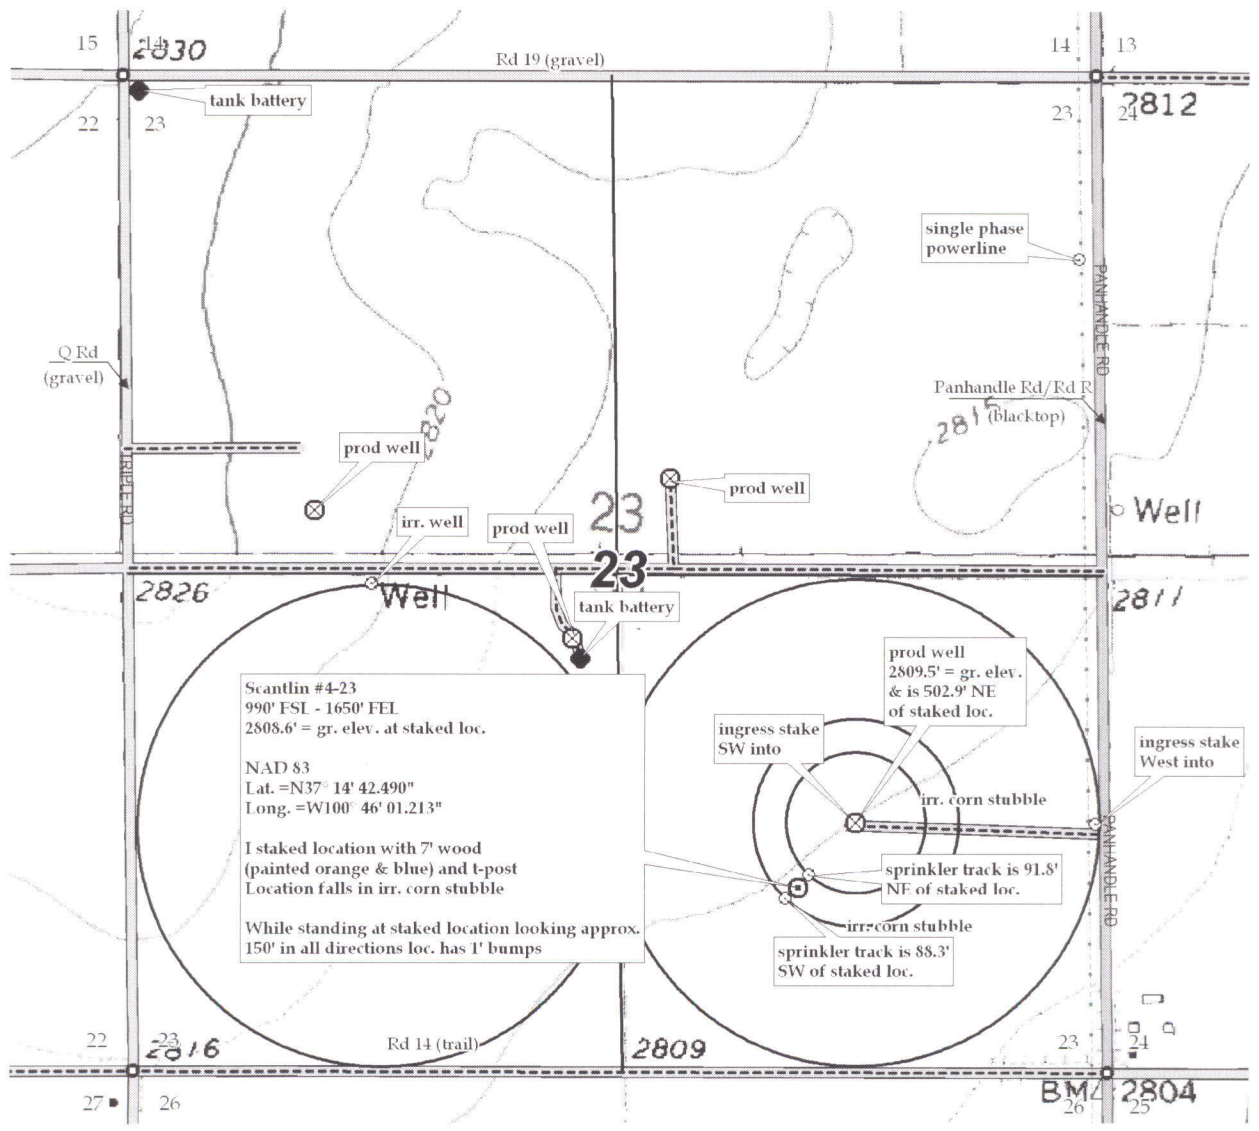 15
14
2830
Rd 19 (gravel)
14
13
tank battery
2812
22
23
23
24
single phase
powerline
PANHANDLE RD
Q Rd
(gravel)
Panhandle Rd/Rd R
(blacktop)
2815
2820
prod well
prod well
TRIPLE RD
irr. well
prod well
23
Well
23
2826
Well
tank battery
2811
prod well
2809.5' = gr. elev.
& is 502.9' NE
of staked loc.
Scantlin #4-23
990' FSL - 1650' FEL
2808.6' = gr. elev. at staked loc.
NAD 83
Lat. =N37° 14' 42.490"
Long. =W100° 46' 01.213"
I staked location with 7' wood
(painted orange & blue) and t-post
Location falls in irr. corn stubble
While standing at staked location looking approx.
150' in all directions loc. has 1' bumps
ingress stake
SW into
ingress stake
West into
irr. corn stubble
PANHANDLE RD
sprinkler track is 91.8'
NE of staked loc.
irr. corn stubble
sprinkler track is 88.3'
SW of staked loc.
22
23
2816
Rd 14 (trail)
2809
23
24
BM
2804
27
26
26
25